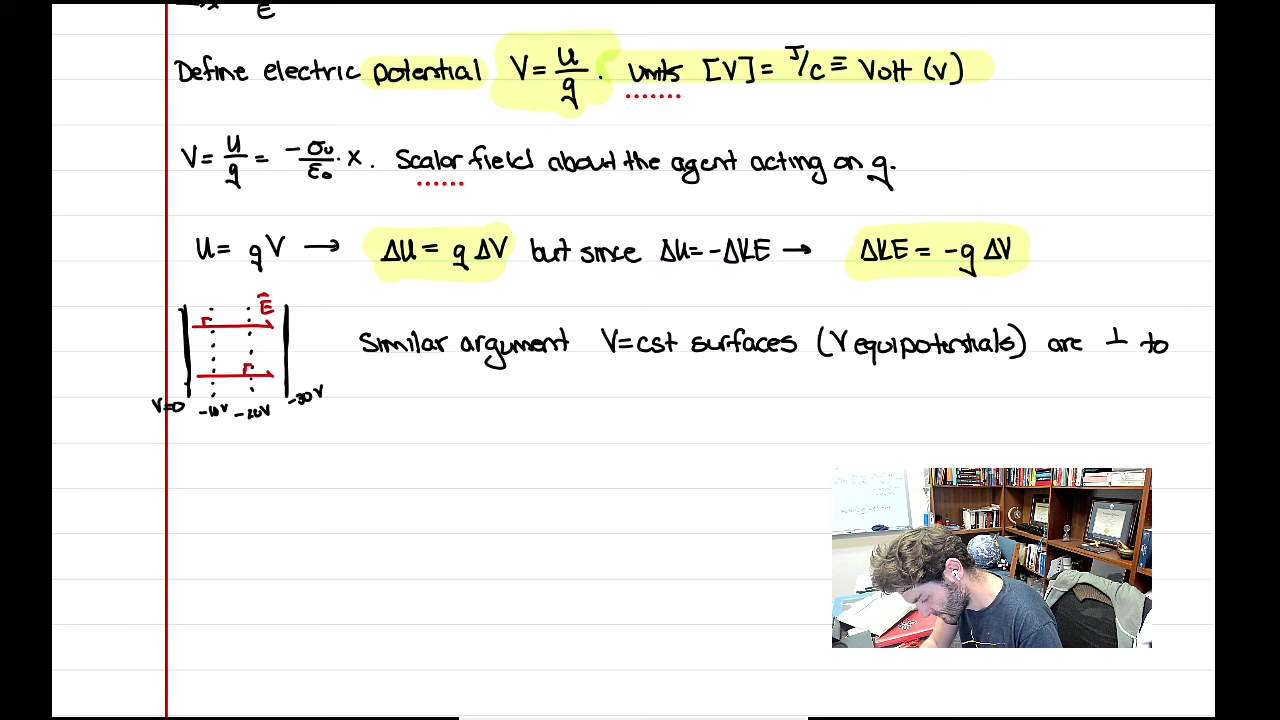 E
Define electric potential V = U/q . Units [V] = J/C ≡ Volt (V)
V = U/q = -σ₀/ε₀ · x . Scalar field about the agent acting on q.
U = qV → ΔU = q ΔV but since ΔU = -ΔKE → ΔKE = -q ΔV
E
Similar argument V=cst surfaces (V equipotentials) are ⊥ to
V=0 -10V -20V -30V